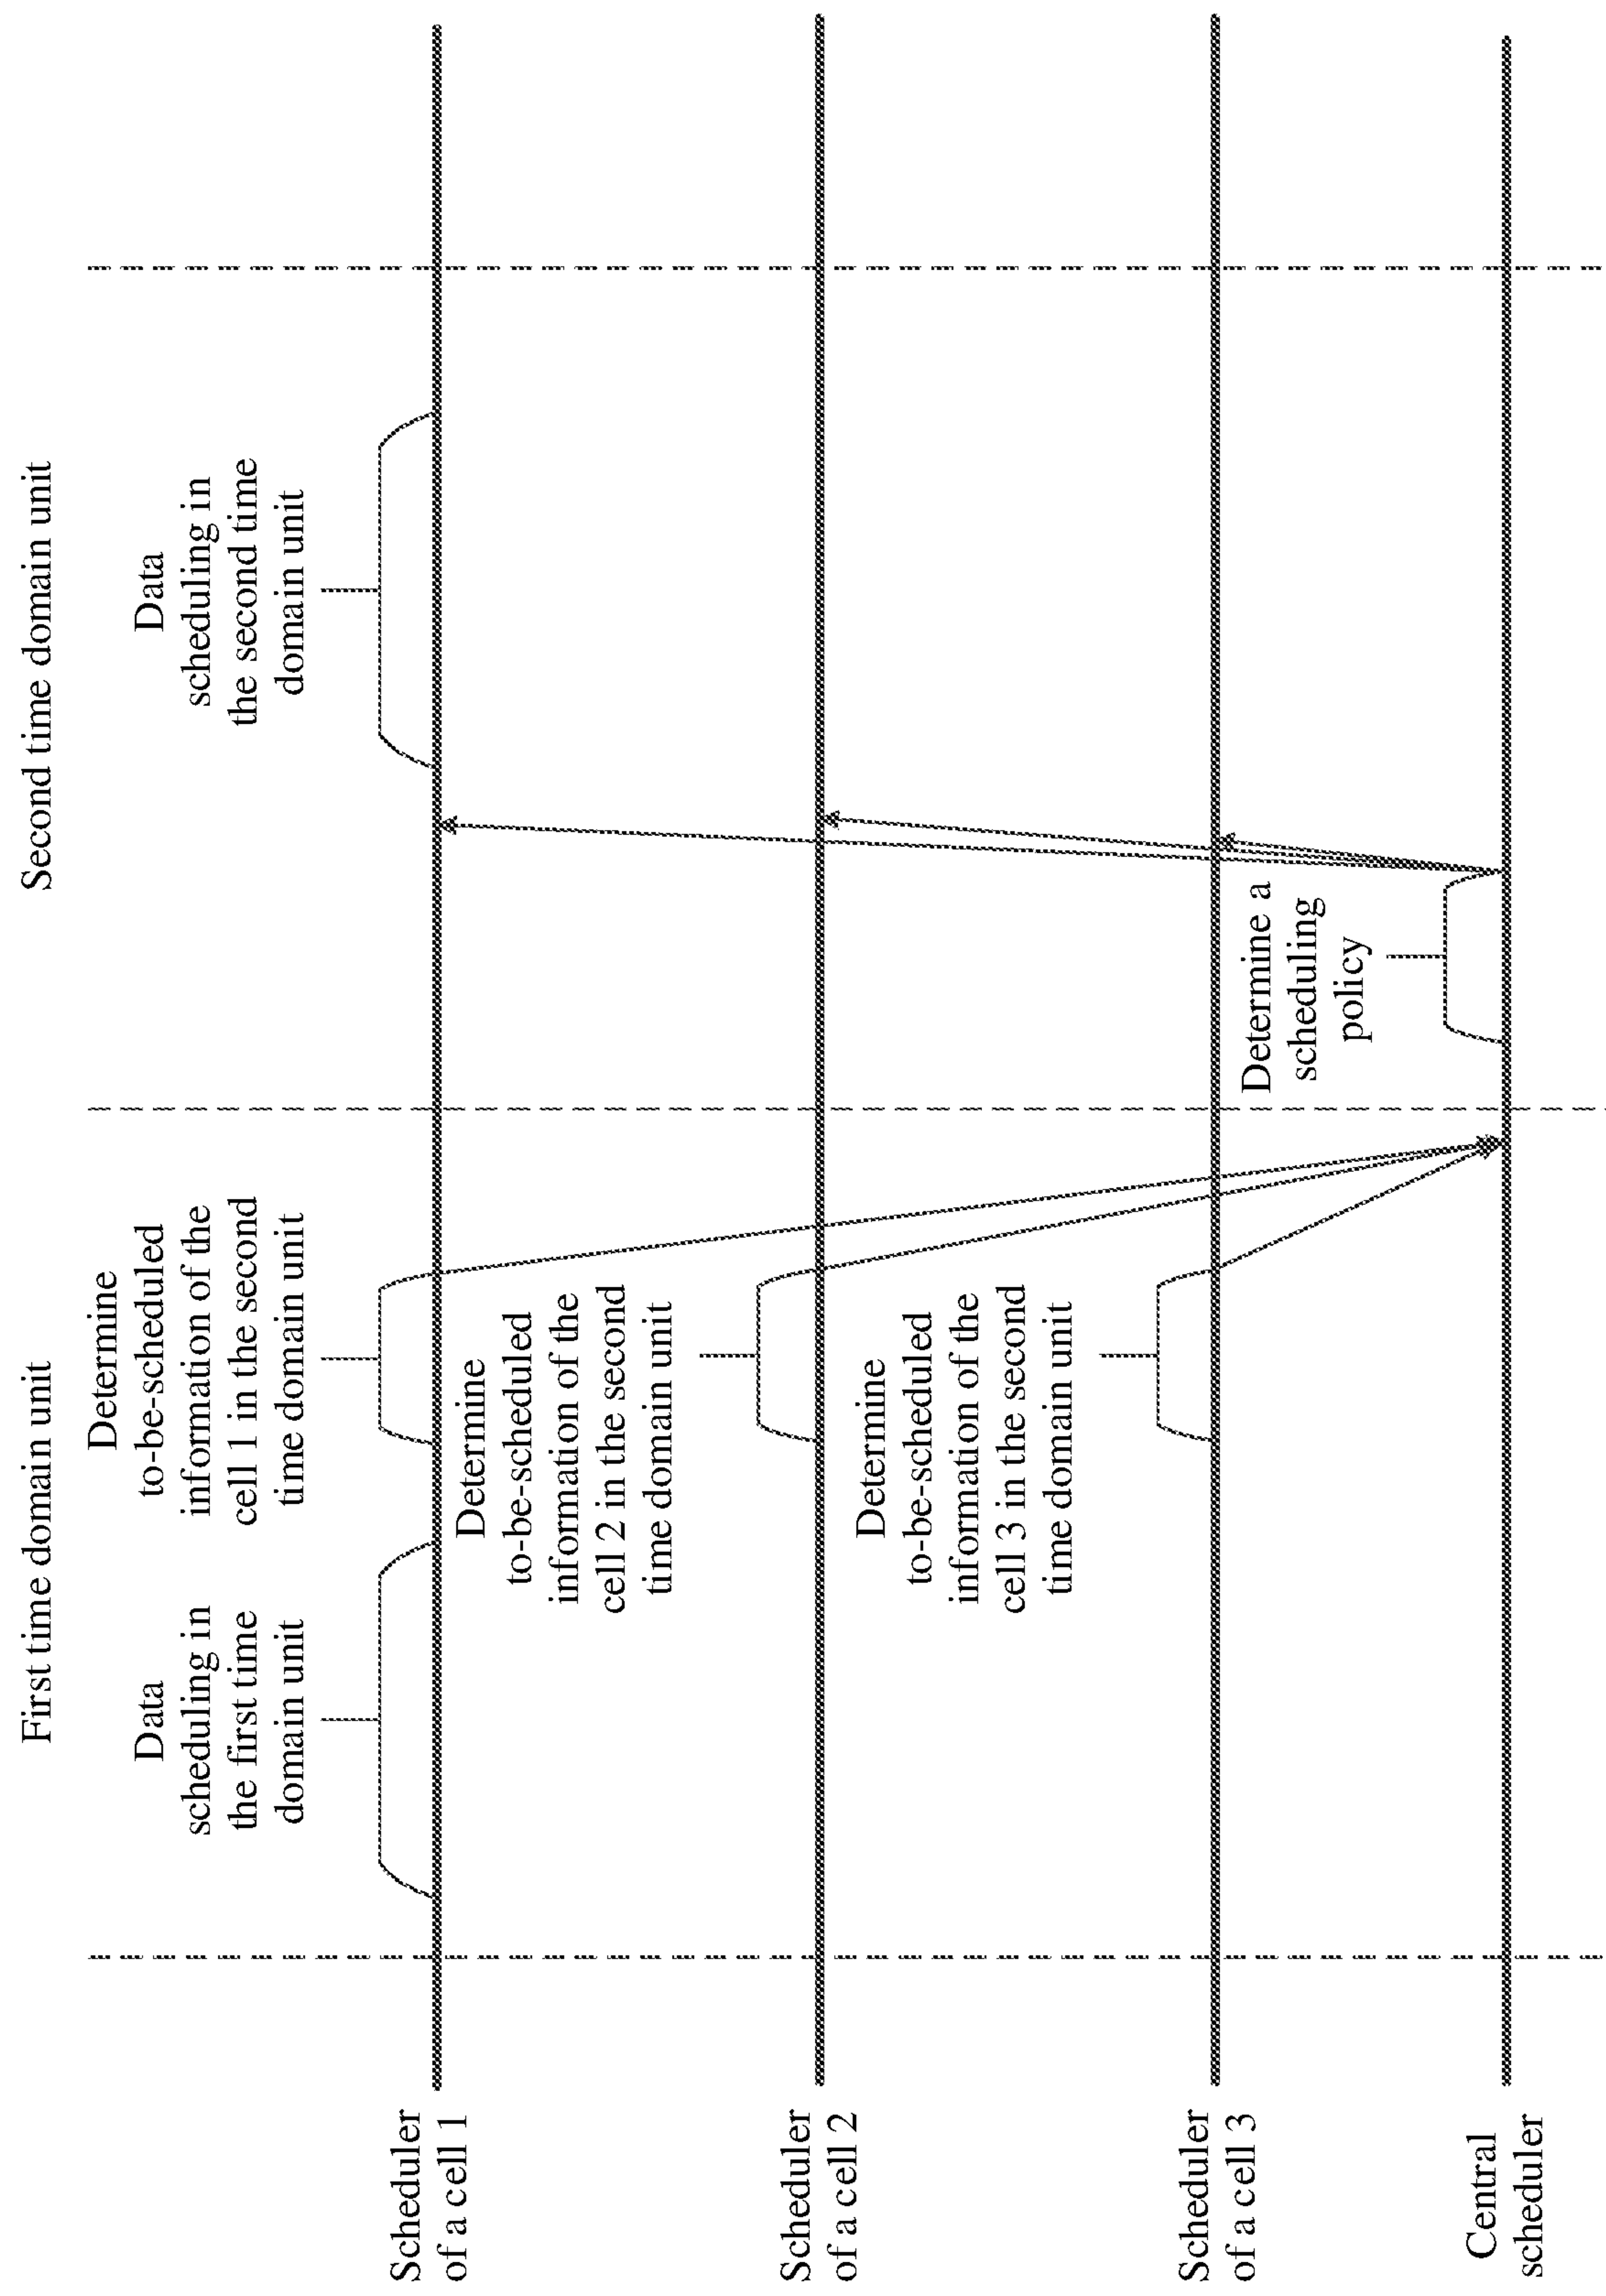 First time domain unit
Second time domain unit
Data
scheduling in
the first time
domain unit
Determine
to-be-scheduled
information of the
cell 1 in the second
time domain unit
Data
scheduling in
the second time
domain unit
Scheduler
of a cell 1
Determine
to-be-scheduled
information of the
cell 2 in the second
time domain unit
Scheduler
of a cell 2
Determine
to-be-scheduled
information of the
cell 3 in the second
time domain unit
Scheduler
of a cell 3
Determine a
scheduling
policy
Central
scheduler